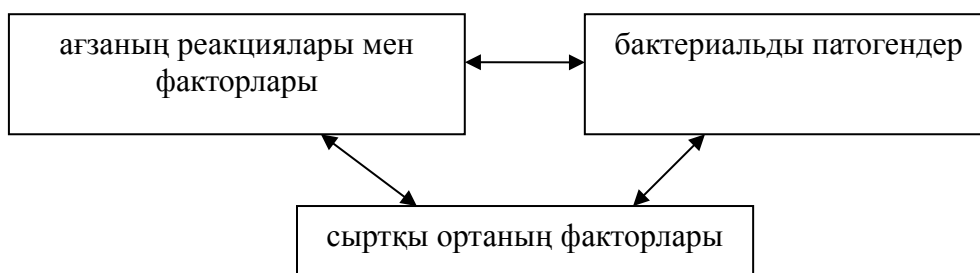 ағзаның реакциялары мен
факторлары
бактериальды патогендер
сыртқы ортаның факторлары